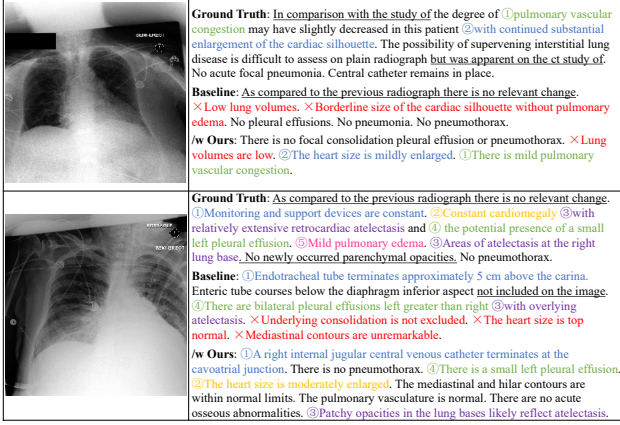 Ground Truth: In comparison with the study of the degree of ①pulmonary vascular
congestion may have slightly decreased in this patient ②with continued substantial
enlargement of the cardiac silhouette. The possibility of supervening interstitial lung
disease is difficult to assess on plain radiograph but was apparent on the ct study of.
No acute focal pneumonia. Central catheter remains in place.
Baseline: As compared to the previous radiograph there is no relevant change.
×Low lung volumes. ×Borderline size of the cardiac silhouette without pulmonary
edema. No pleural effusions. No pneumonia. No pneumothorax.
/w Ours: There is no focal consolidation pleural effusion or pneumothorax. ×Lung
volumes are low. ②The heart size is mildly enlarged. ①There is mild pulmonary
vascular congestion.
Ground Truth: As compared to the previous radiograph there is no relevant change.
①Monitoring and support devices are constant. ②Constant cardiomegaly ③with
relatively extensive retrocardiac atelectasis and ④ the potential presence of a small
left pleural effusion. ⑤Mild pulmonary edema. ③Areas of atelectasis at the right
lung base. No newly occurred parenchymal opacities. No pneumothorax.
Baseline: ①Endotracheal tube terminates approximately 5 cm above the carina.
Enteric tube courses below the diaphragm inferior aspect not included on the image.
④There are bilateral pleural effusions left greater than right ③with overlying
atelectasis. ×Underlying consolidation is not excluded. ×The heart size is top
normal. ×Mediastinal contours are unremarkable.
/w Ours: ①A right internal jugular central venous catheter terminates at the
cavoatrial junction. There is no pneumothorax. ④There is a small left pleural effusion.
②The heart size is moderately enlarged. The mediastinal and hilar contours are
within normal limits. The pulmonary vasculature is normal. There are no acute
osseous abnormalities. ③Patchy opacities in the lung bases likely reflect atelectasis.